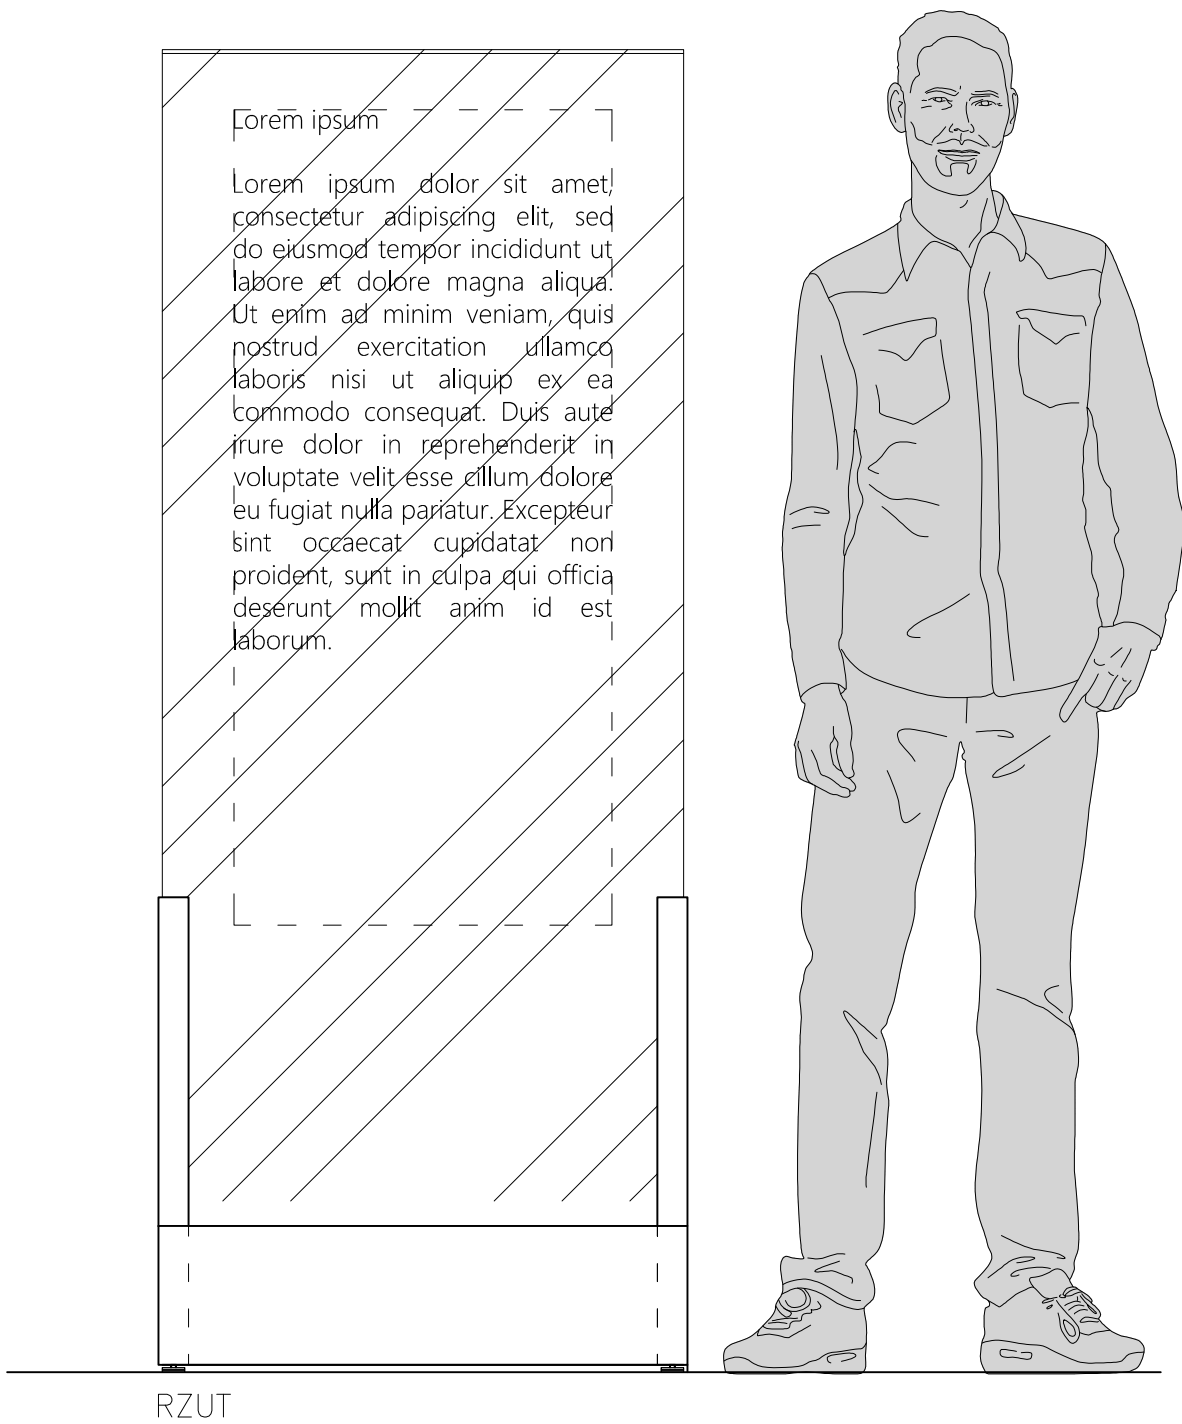 Lorem ipsum
Lorem ipsum dolor sit amet,
consectetur adipiscing elit, sed
do eiusmod tempor incididunt ut
labore et dolore magna aliqua.
Ut enim ad minim veniam, quis
nostrud exercitation ullamco
laboris nisi ut aliquip ex ea
commodo consequat. Duis aute
irure dolor in reprehenderit in
voluptate velit esse cillum dolore
eu fugiat nulla pariatur. Excepteur
sint occaecat cupidatat non
proident, sunt in culpa qui officia
deserunt mollit anim id est
laborum.
RZUT